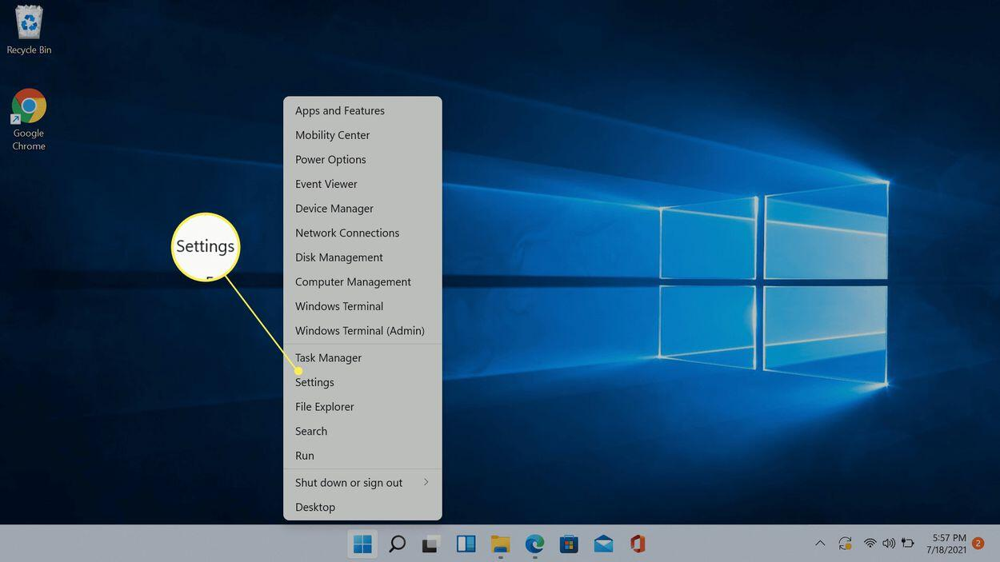 Recycle Bin
Google
Chrome
Apps and Features
Mobility Center
Power Options
Event Viewer
Device Manager
Network Connections
Disk Management
Computer Management
Windows Terminal
Windows Terminal (Admin)
Settings
Task Manager
Settings
File Explorer
Search
Run
Shut down or sign out
Desktop
5:57 PM
7/18/2021
2